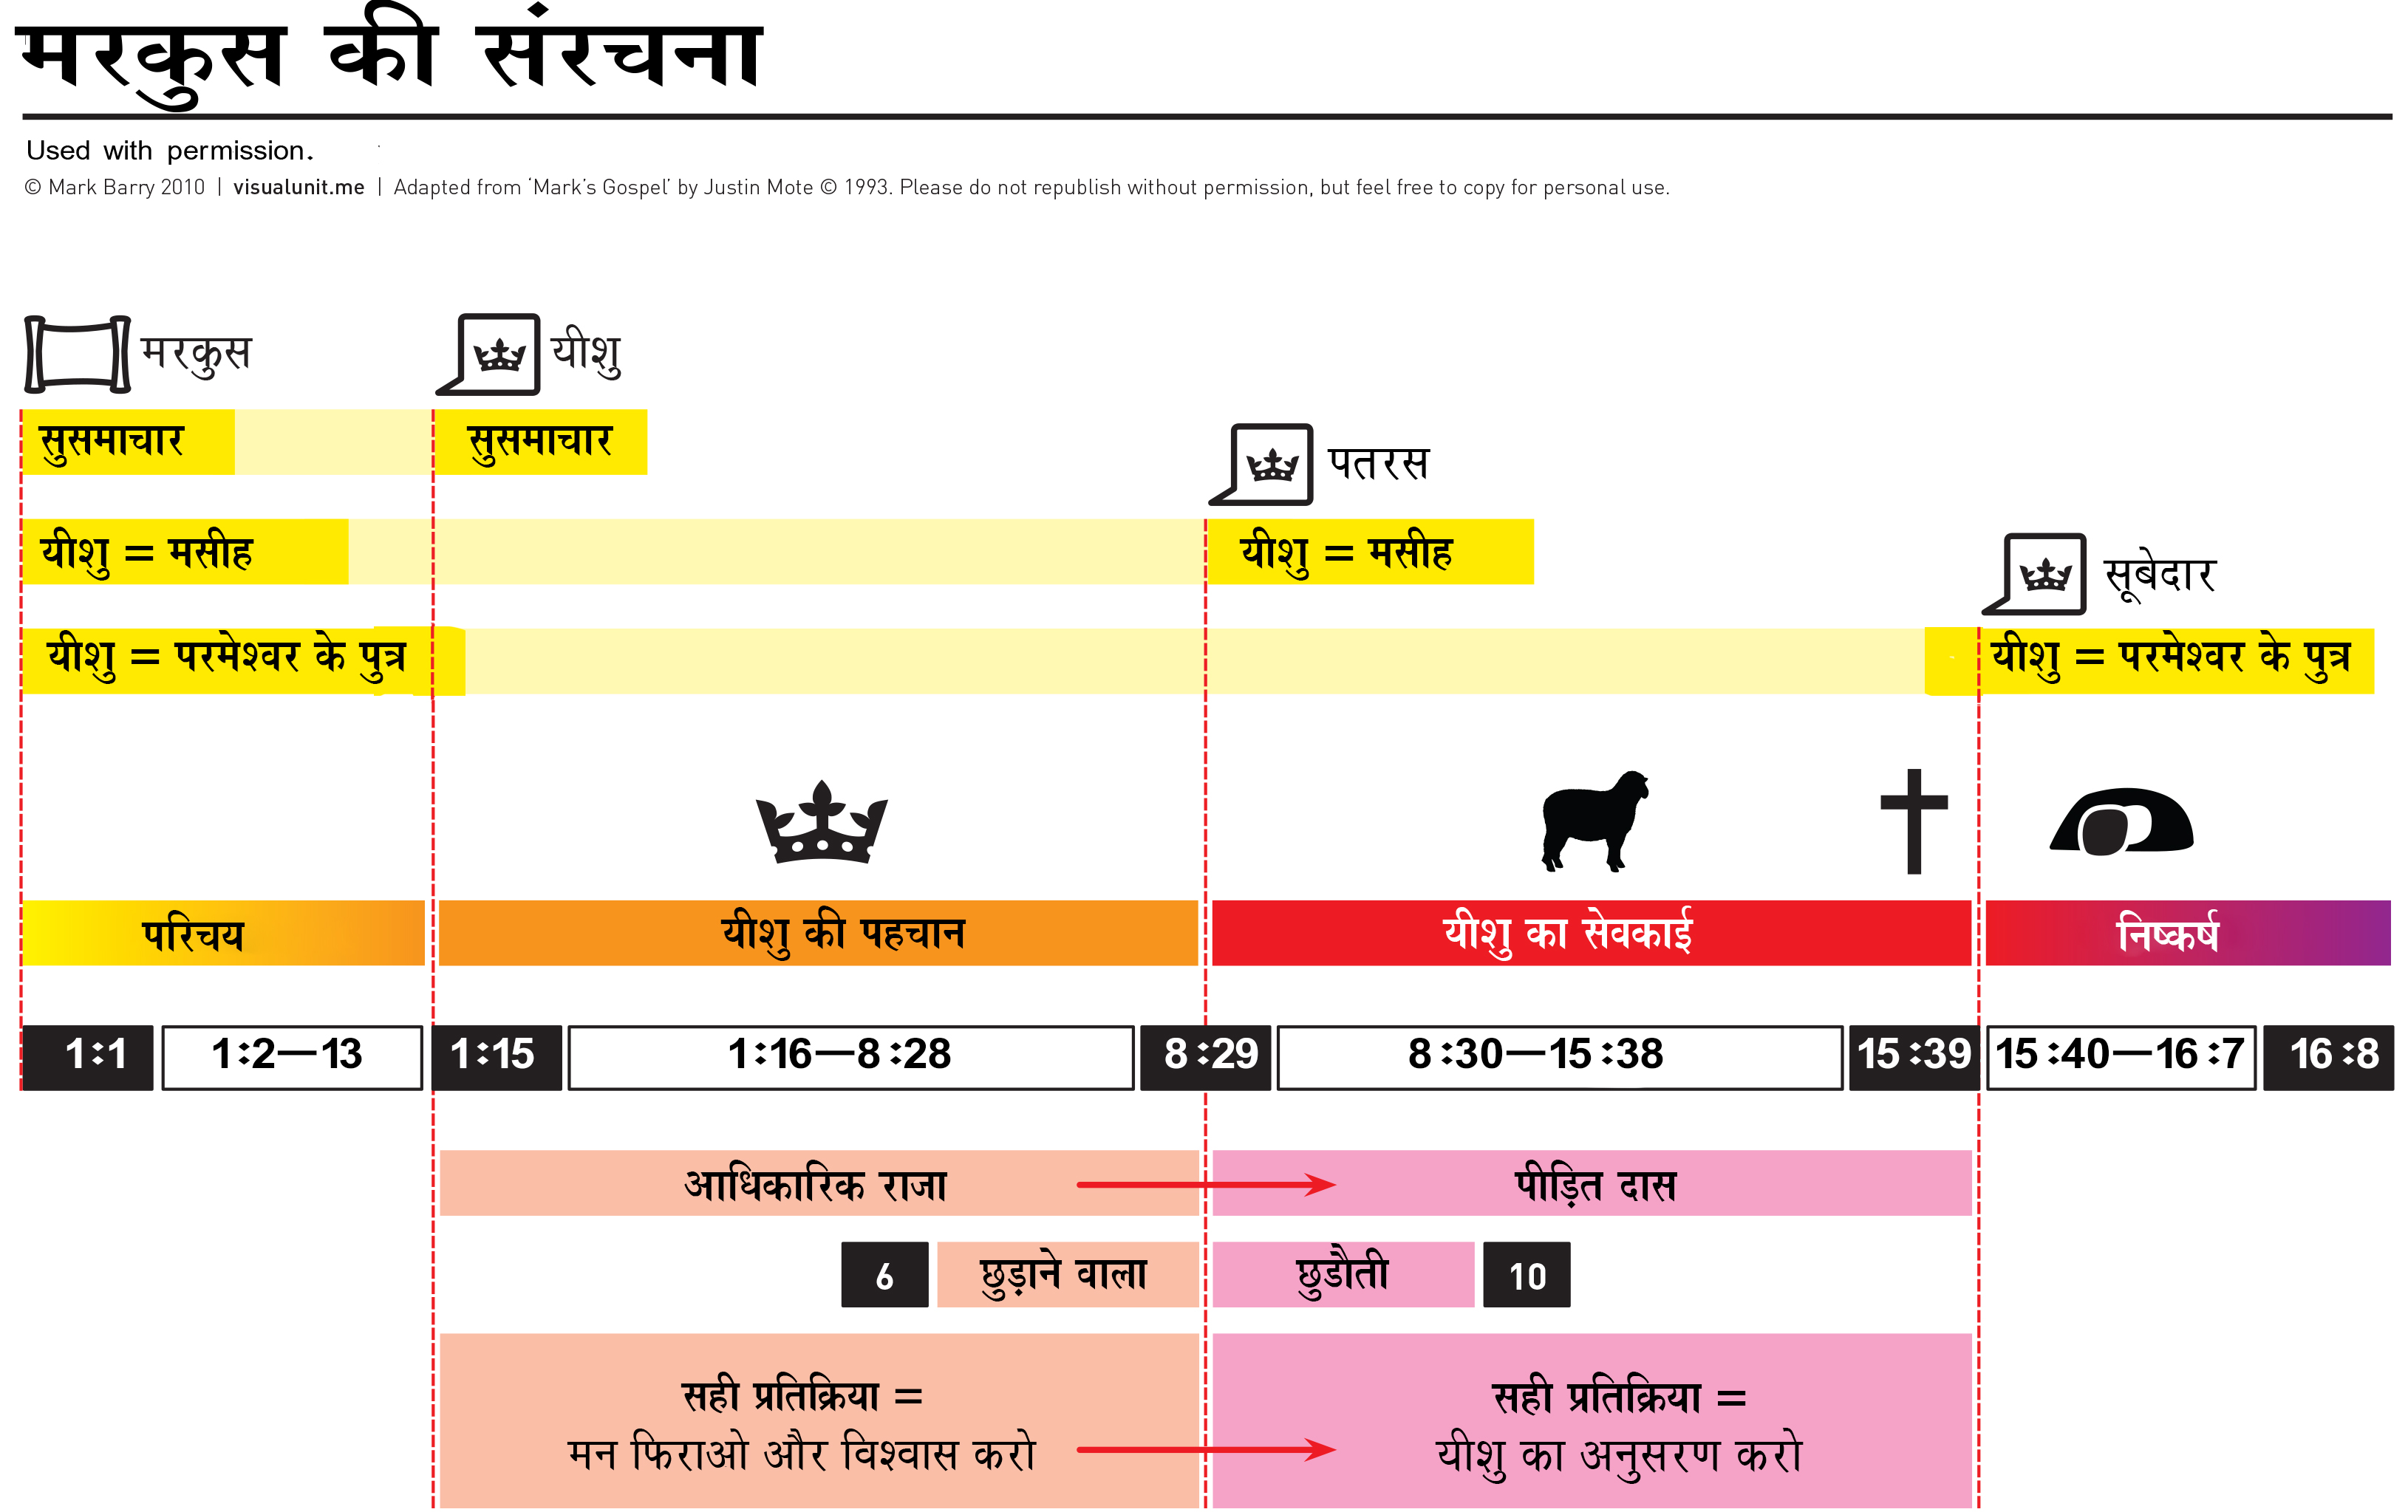 मरकुस की संरचना
Used with permission.
© Mark Barry 2010 | visualunit.me | Adapted from ‘Mark’s Gospel’ by Justin Mote © 1993. Please do not republish without permission, but feel free to copy for personal use.
मरकुस
यीशु
सुसमाचार
सुसमाचार
पतरस
यीशु = मसीह
यीशु = मसीह
सूबेदार
यीशु = परमेश्वर के पुत्र
यीशु = परमेश्वर के पुत्र
परिचय
यीशु की पहचान
यीशु का सेवकाई
निष्कर्ष
1:1
1:2—13
1:15
1:16—8:28
8:29
8:30—15:38
15:39
15:40—16:7
16:8
आधिकारिक राजा
पीड़ित दास
6
छुड़ाने वाला
छुडौती
10
सही प्रतिक्रिया =
मन फिराओ और विश्वास करो
सही प्रतिक्रिया =
यीशु का अनुसरण करो